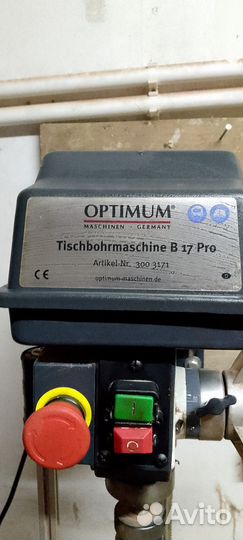 OPTIMUM®
MASCHINEN - GERMANY
Tischbohrmaschine B 17 Pro
Artikel-Nr. 300 3171
CE
optimum-maschinen.de
I
O
Avito